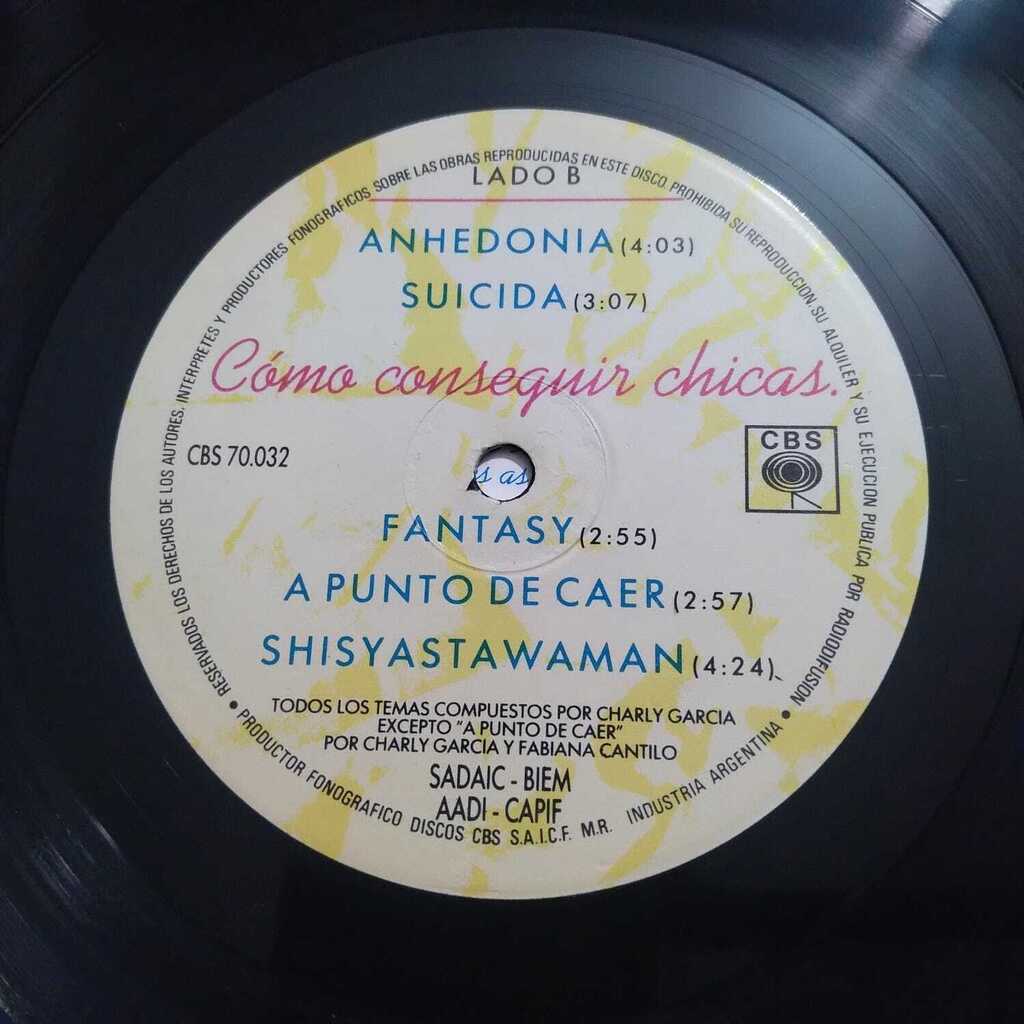 RESERVADOS LOS DERECHOS DE LOS AUTORES, INTERPRETES Y PRODUCTORES FONOGRAFICOS SOBRE LAS OBRAS REPRODUCIDAS EN ESTE DISCO. PROHIBIDA SU REPRODUCCION, SU ALQUILER Y SU EJECUCION PUBLICA POR RADIODIFUSION
LADO B
ANHEDONIA (4:03)
SUICIDA (3:07)
Cómo conseguir chicas.
CBS 70.032
CBS
s as
FANTASY (2:55)
A PUNTO DE CAER (2:57)
SHISYASTAWAMAN (4:24)
TODOS LOS TEMAS COMPUESTOS POR CHARLY GARCIA
EXCEPTO "A PUNTO DE CAER"
POR CHARLY GARCIA Y FABIANA CANTILO
SADAIC - BIEM
AADI - CAPIF
• PRODUCTOR FONOGRAFICO DISCOS CBS S.A.I.C.F. M.R. INDUSTRIA ARGENTINA •